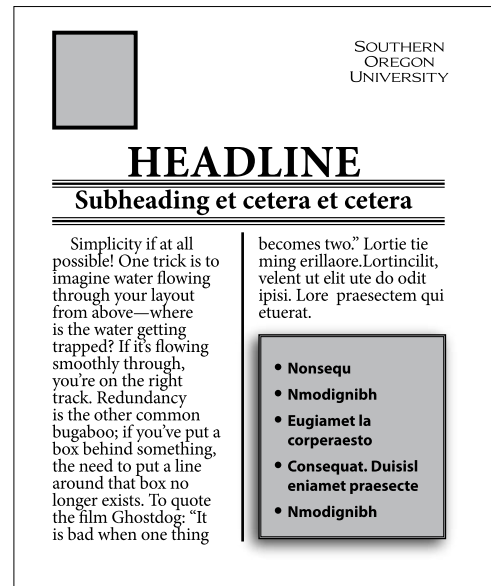 SOUTHERN
OREGON
UNIVERSITY
HEADLINE
Subheading et cetera et cetera
Simplicity if at all
possible! One trick is to
imagine water flowing
through your layout
from above—where
is the water getting
trapped? If it's flowing
smoothly through,
you're on the right
track. Redundancy
is the other common
bugaboo; if you've put a
box behind something,
the need to put a line
around that box no
longer exists. To quote
the film Ghostdog: “It
is bad when one thing
becomes two.” Lortie tie
ming erillaore.Lortincilit,
velent ut elit ute do odit
ipisi. Lore praesectem qui
etuerat.
• Nonsequ
• Nmodignibh
• Eugiamet la
corperaesto
• Consequat. Duisisl
eniamet praesecte
• Nmodignibh